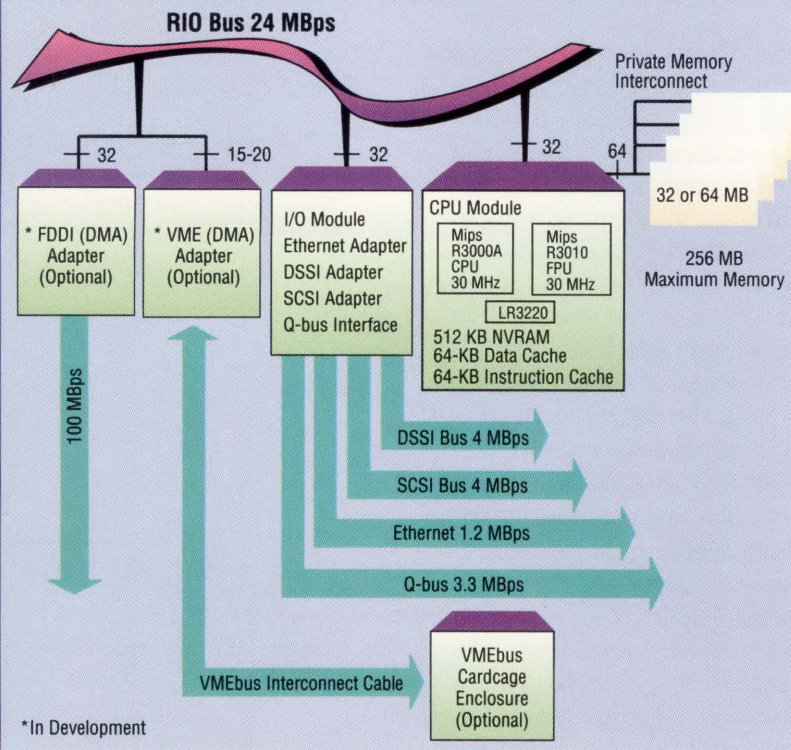 RIO Bus 24 MBps
Private Memory
Interconnect
32
15-20
32
32
64
* FDDI (DMA)
Adapter
(Optional)
* VME (DMA)
Adapter
(Optional)
I/O Module
Ethernet Adapter
DSSI Adapter
SCSI Adapter
Q-bus Interface
CPU Module
Mips
R3000A
CPU
30 MHz
Mips
R3010
FPU
30 MHz
LR3220
512 KB NVRAM
64-KB Data Cache
64-KB Instruction Cache
32 or 64 MB
256 MB
Maximum Memory
100 MBps
DSSI Bus 4 MBps
SCSI Bus 4 MBps
Ethernet 1.2 MBps
Q-bus 3.3 MBps
VMEbus Interconnect Cable
VMEbus
Cardcage
Enclosure
(Optional)
*In Development